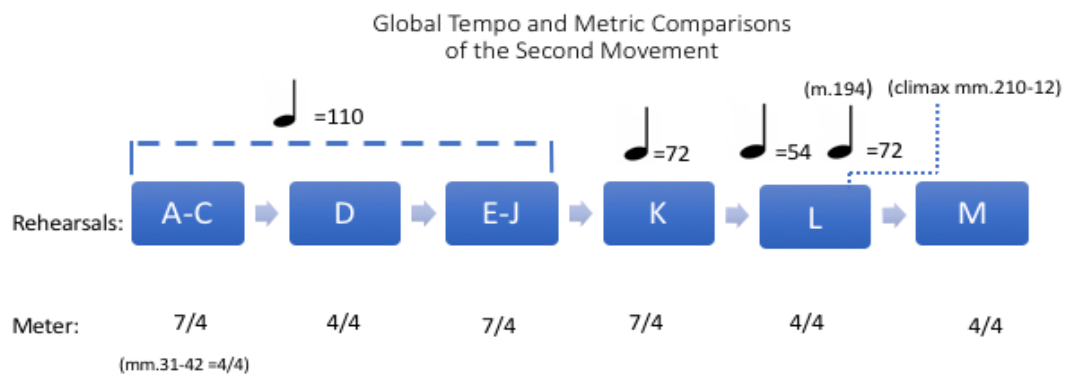 Global Tempo and Metric Comparisons
of the Second Movement
(m.194) (climax mm.210-12)
=110
=72 =54 =72
Rehearsals: A-C D E-J K L M
Meter: 7/4 4/4 7/4 7/4 4/4 4/4
(mm.31-42 =4/4)